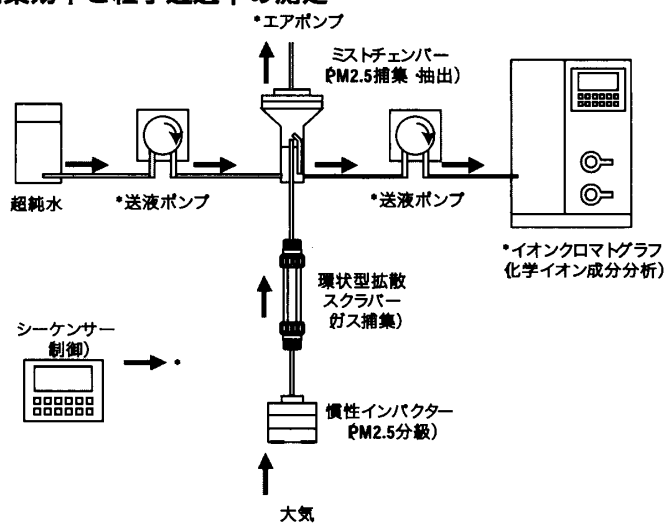 *エアポンプ
ミストチェンバー
(PM2.5捕集・抽出)
超純水
*送液ポンプ
*送液ポンプ
*イオンクロマトグラフ
(化学イオン成分分析)
環状型拡散
スクラバー
(ガス捕集)
シーケンサー
(制御)
*
慣性インパクター
(PM2.5分級)
大気